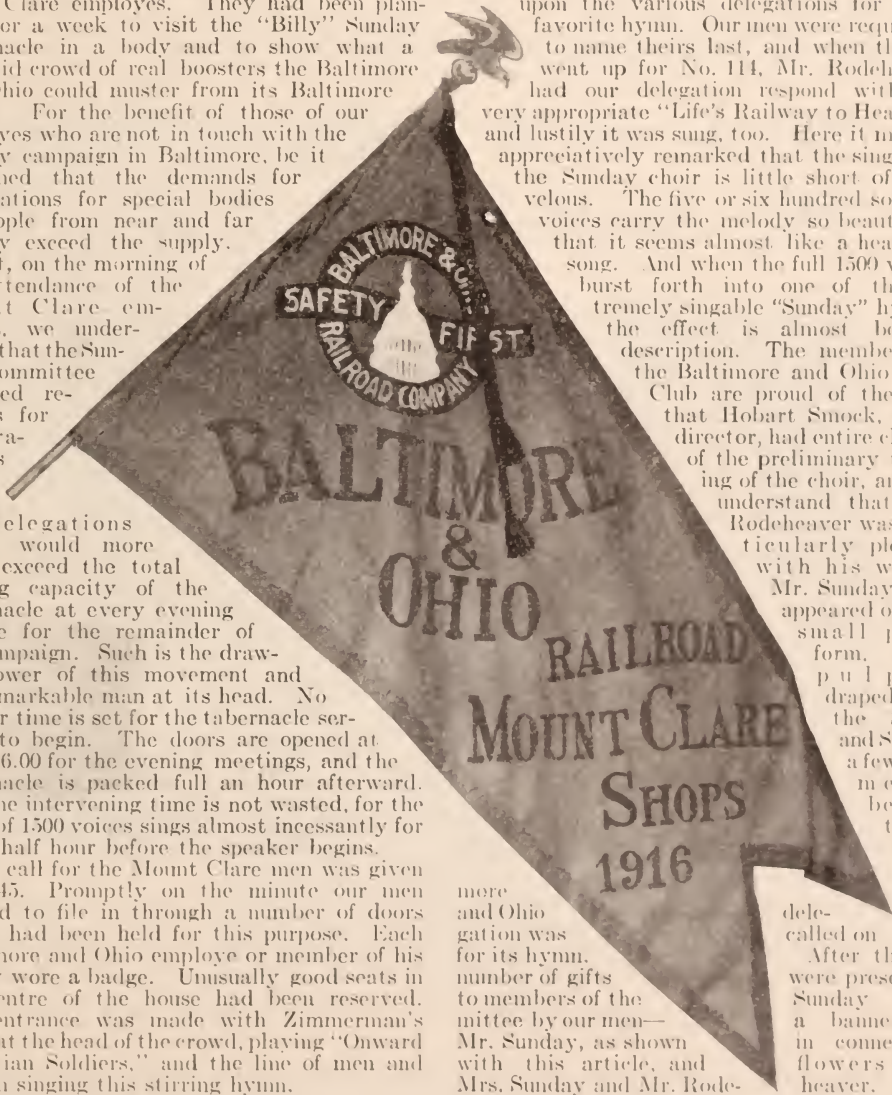 Clare employes. They had been plan-
or a week to visit the "Billy" Sunday
nacle in a body and to show what a
id crowd of real boosters the Baltimore
hio could muster from its Baltimore
For the benefit of those of our
yes who are not in touch with the
y campaign in Baltimore, be it
ned that the demands for
ations for special bodies
ople from near and far
y exceed the supply.
t, on the morning of
tendance of the
t Clare em-
s, we under-
that the Sun-
ommittee
ed re-
s for
ra-
s
elegations
would more
exceed the total
g capacity of the
nacle at every evening
e for the remainder of
mpaign. Such is the draw-
ower of this movement and
markable man at its head. No
r time is set for the tabernacle ser-
to begin. The doors are opened at
6.00 for the evening meetings, and the
nacle is packed full an hour afterward.
ne intervening time is not wasted, for the
of 1500 voices sings almost incessantly for
half hour before the speaker begins.
call for the Mount Clare men was given
45. Promptly on the minute our men
d to file in through a number of doors
had been held for this purpose. Each
more and Ohio employe or member of his
y wore a badge. Unusually good seats in
entre of the house had been reserved.
entrance was made with Zimmerman's
at the head of the crowd, playing "Onward
ian Soldiers," and the line of men and
n singing this stirring hymn.
BALTIMORE & OHIO
SAFETY FIRST
RAILROAD COMPANY
BALTIMORE
&
OHIO
RAILROAD
MOUNT CLARE
SHOPS
1916
upon the various delegations for
favorite hymn. Our men were requi
to name theirs last, and when th
went up for No. 114, Mr. Rodeh
had our delegation respond with
very appropriate "Life's Railway to Hea
and lustily it was sung, too. Here it m
appreciatively remarked that the sing
the Sunday choir is little short of
velous. The five or six hundred so
voices carry the melody so beaut
that it seems almost like a hea
song. And when the full 1500 v
burst forth into one of th
tremely singable "Sunday" h
the effect is almost be
description. The membe
the Baltimore and Ohio
Club are proud of the
that Hobart Smock,
director, had entire c
of the preliminary
ing of the choir, an
understand that
Rodeheaver was
ticularly ple
with his w
Mr. Sunday
appeared o
small p
form,
pulp
draped
the
and S
a few
me
be
t
more
and Ohio dele-
gation was called on
for its hymn. After th
number of gifts were prese
to members of the Sunday
mittee by our men— a banne
Mr. Sunday, as shown in conne
with this article, and flowers
Mrs. Sunday and Mr. Rode- heaver.